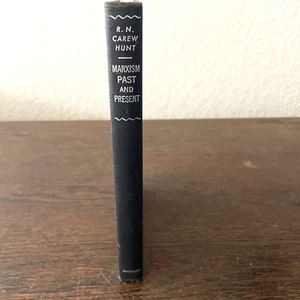 R. N.
CAREW
HUNT
MARXISM
PAST
AND
PRESENT